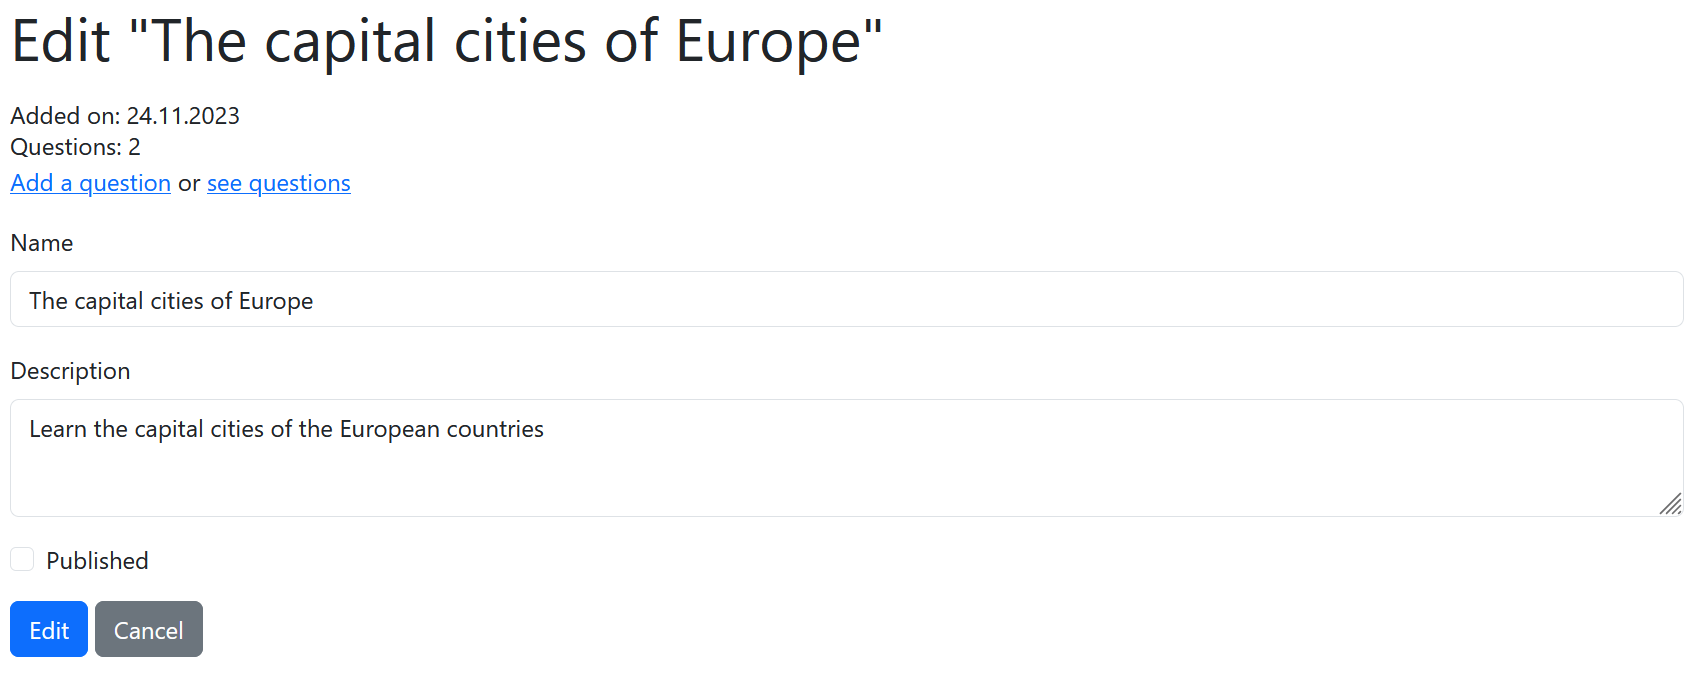 Edit "The capital cities of Europe"
Added on: 24.11.2023
Questions: 2
Add a question or see questions
Name
The capital cities of Europe
Description
Learn the capital cities of the European countries
Published
Edit Cancel